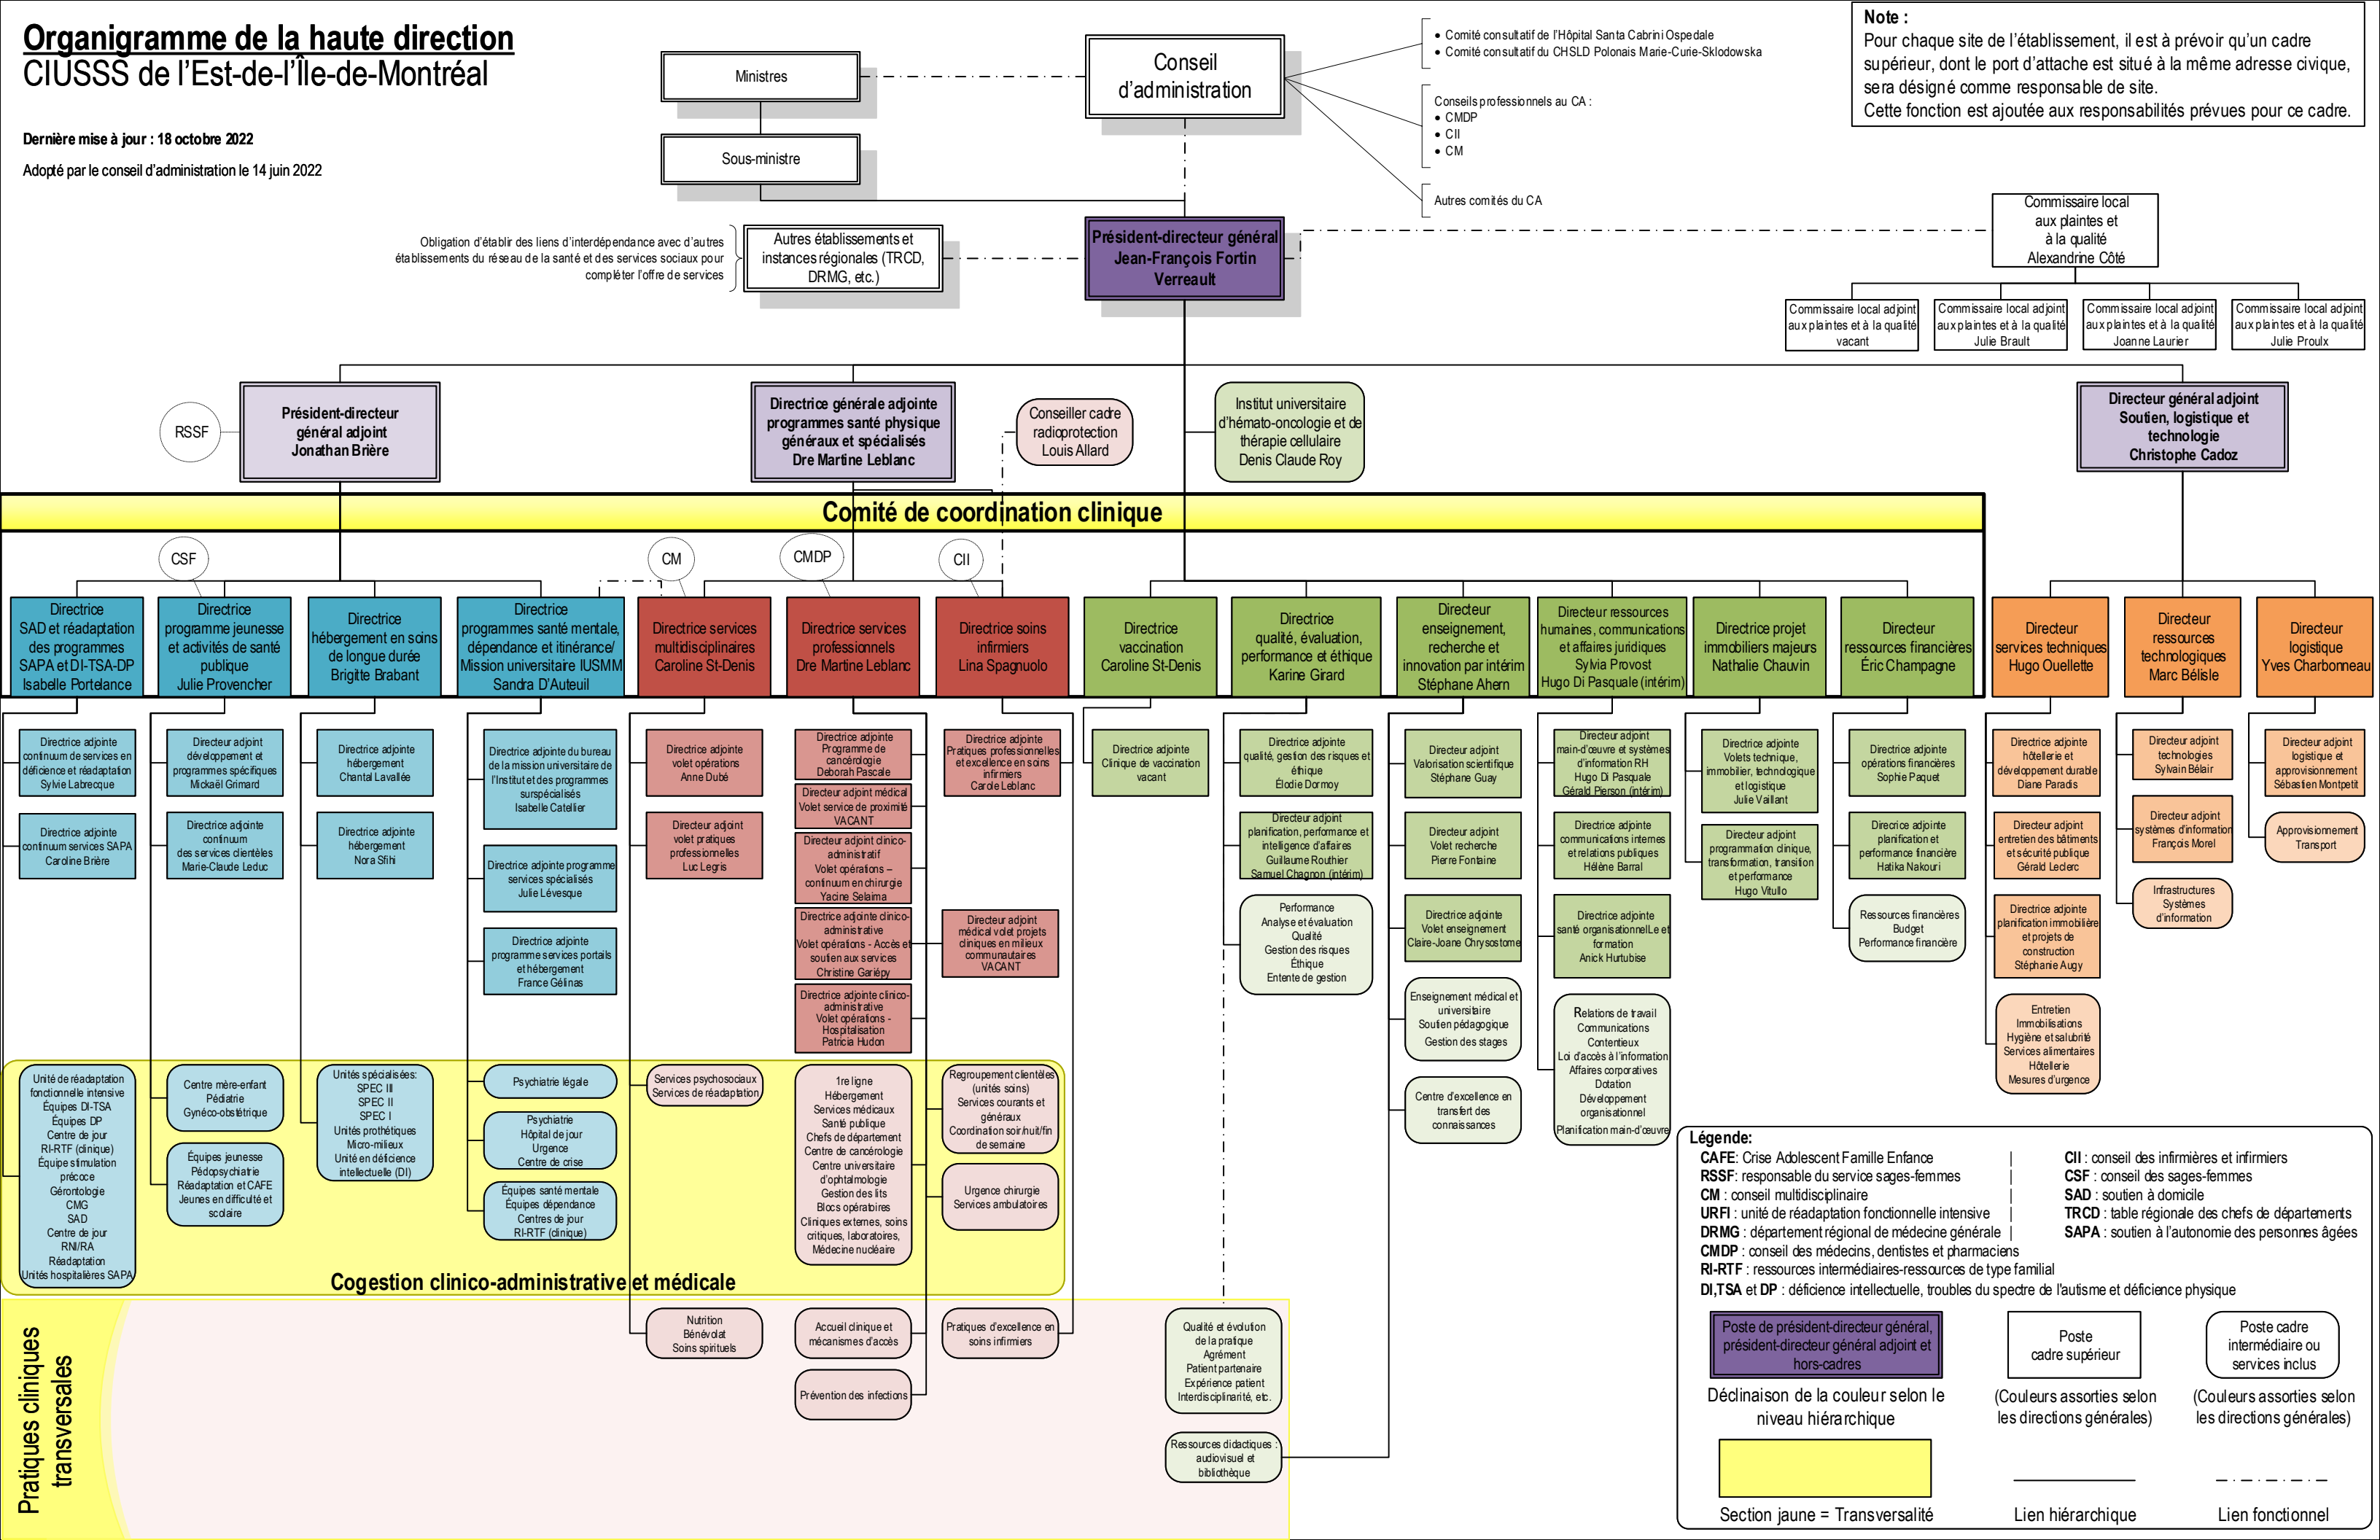 Organigramme de la haute direction
CIUSSS de l'Est-de-l'Île-de-Montréal
Dernière mise à jour : 18 octobre 2022
Adopté par le conseil d'administration le 14 juin 2022
Ministres
Sous-ministre
Conseil
d'administration
• Comité consultatif de l'Hôpital Santa Cabrini Ospedale
• Comité consultatif du CHSLD Polonais Marie-Curie-Sklodowska
Conseils professionnels au CA :
• CMDP
• CII
• CM
Autres comités du CA
Note :
Pour chaque site de l'établissement, il est à prévoir qu'un cadre
supérieur, dont le port d'attache est situé à la même adresse civique,
sera désigné comme responsable de site.
Cette fonction est ajoutée aux responsabilités prévues pour ce cadre.
Obligation d'établir des liens d'interdépendance avec d'autres
établissements du réseau de la santé et des services sociaux pour
compléter l'offre de services
Autres établissements et
instances régionales (TRCD,
DRMG, etc.)
Président-directeur général
Jean-François Fortin
Verreault
Commissaire local
aux plaintes et
à la qualité
Alexandrine Côté
Commissaire local adjoint
aux plaintes et à la qualité
vacant
Commissaire local adjoint
aux plaintes et à la qualité
Julie Brault
Commissaire local adjoint
aux plaintes et à la qualité
Joanne Laurier
Commissaire local adjoint
aux plaintes et à la qualité
Julie Proulx
RSSF
Président-directeur
général adjoint
Jonathan Brière
Directrice générale adjointe
programmes santé physique
généraux et spécialisés
Dre Martine Leblanc
Conseiller cadre
radioprotection
Louis Allard
Institut universitaire
d'hémato-oncologie et de
thérapie cellulaire
Denis Claude Roy
Directeur général adjoint
Soutien, logistique et
technologie
Christophe Cadoz
Comité de coordination clinique
CSF
CM
CMDP
CII
Directrice
SAD et réadaptation
des programmes
SAPA et DI-TSA-DP
Isabelle Portelance
Directrice
programme jeunesse
et activités de santé
publique
Julie Provencher
Directrice
hébergement en soins
de longue durée
Brigitte Brabant
Directrice
programmes santé mentale,
dépendance et itinérance/
Mission universitaire IUSMM
Sandra D'Auteuil
Directrice services
multidisciplinaires
Caroline St-Denis
Directrice services
professionnels
Dre Martine Leblanc
Directrice soins
infirmiers
Lina Spagnuolo
Directrice
vaccination
Caroline St-Denis
Directrice
qualité, évaluation,
performance et éthique
Karine Girard
Directeur
enseignement,
recherche et
innovation par intérim
Stéphane Ahern
Directeur ressources
humaines, communications
et affaires juridiques
Sylvia Provost
Hugo Di Pasquale (intérim)
Directrice projet
immobiliers majeurs
Nathalie Chauvin
Directeur
ressources financières
Éric Champagne
Directeur
services techniques
Hugo Ouellette
Directeur
ressources
technologiques
Marc Bélisle
Directeur
logistique
Yves Charbonneau
Directrice adjointe
continuum de services en
déficience et réadaptation
Sylvie Labrecque
Directrice adjointe
continuum services SAPA
Caroline Brière
Directeur adjoint
développement et
programmes spécifiques
Mickaël Grimard
Directrice adjointe
continuum
des services clientèles
Marie-Claude Leduc
Directrice adjointe
hébergement
Chantal Lavallée
Directrice adjointe
hébergement
Nora Sfihi
Directrice adjointe du bureau
de la mission universitaire de
l'Institut et des programmes
surspécialisés
Isabelle Catellier
Directrice adjointe programme
services spécialisés
Julie Lévesque
Directrice adjointe
programme services portails
et hébergement
France Gélinas
Directrice adjointe
volet opérations
Anne Dubé
Directeur adjoint
volet pratiques
professionnelles
Luc Legris
Directrice adjointe
Programme de
cancérologie
Deborah Pascale
Directeur adjoint médical
Volet service de proximité
VACANT
Directeur adjoint clinico-
administratif
Volet opérations –
continuum en chirurgie
Yacine Selaima
Directrice adjointe clinico-
administrative
Volet opérations - Accès et
soutien aux services
Christine Gariépy
Directrice adjointe clinico-
administrative
Volet opérations -
Hospitalisation
Patricia Hudon
Directrice adjointe
Pratiques professionnelles
et excellence en soins
infirmiers
Carole Leblanc
Directeur adjoint
médical volet projets
cliniques en milieux
communautaires
VACANT
Directrice adjointe
Clinique de vaccination
vacant
Directrice adjointe
qualité, gestion des risques et
éthique
Élodie Dormoy
Directeur adjoint
planification, performance et
intelligence d'affaires
Guillaume Routhier
Samuel Chagnon (intérim)
Performance
Analyse et évaluation
Qualité
Gestion des risques
Éthique
Entente de gestion
Directeur adjoint
Valorisation scientifique
Stéphane Guay
Directeur adjoint
Volet recherche
Pierre Fontaine
Directrice adjointe
Volet enseignement
Claire-Joane Chrysostome
Enseignement médical et
universitaire
Soutien pédagogique
Gestion des stages
Centre d'excellence en
transfert des
connaissances
Directeur adjoint
main-d'œuvre et systèmes
d'information RH
Hugo Di Pasquale
Gérald Pierson (intérim)
Directrice adjointe
communications internes
et relations publiques
Hélène Barral
Directrice adjointe
santé organisationnelLe et
formation
Anick Hurtubise
Relations de travail
Communications
Contentieux
Loi d'accès à l'information
Affaires corporatives
Dotation
Développement
organisationnel
Planification main-d'œuvre
Directrice adjointe
Volets technique,
immobilier, technologique
et logistique
Julie Vaillant
Directeur adjoint
programmation clinique,
transformation, transition
et performance
Hugo Vitullo
Directrice adjointe
opérations financières
Sophie Paquet
Direcrice adjointe
planification et
performance financière
Hatika Nakouri
Ressources financières
Budget
Performance financière
Directrice adjointe
hôtellerie et
développement durable
Diane Paradis
Directeur adjoint
entretien des bâtiments
et sécurité publique
Gérald Leclerc
Directrice adjointe
planification immobilière
et projets de
construction
Stéphanie Augy
Entretien
Immobilisations
Hygiène et salubrité
Services alimentaires
Hôtellerie
Mesures d'urgence
Directeur adjoint
technologies
Sylvain Bélair
Directeur adjoint
systèmes d'information
François Morel
Infrastructures
Systèmes
d'information
Directeur adjoint
logistique et
approvisionnement
Sébastien Montpetit
Approvisionnement
Transport
Unité de réadaptation
fonctionnelle intensive
Équipes DI-TSA
Équipes DP
Centre de jour
RI-RTF (clinique)
Équipe stimulation
précoce
Gérontologie
CMG
SAD
Centre de jour
RNI/RA
Réadaptation
Unités hospitalières SAPA
Centre mère-enfant
Pédiatrie
Gynéco-obstétrique
Équipes jeunesse
Pédopsychiatrie
Réadaptation et CAFE
Jeunes en difficulté et
scolaire
Unités spécialisées:
SPEC III
SPEC II
SPEC I
Unités prothétiques
Micro-milieux
Unité en déficience
intellectuelle (DI)
Psychiatrie légale
Psychiatrie
Hôpital de jour
Urgence
Centre de crise
Équipes santé mentale
Équipes dépendance
Centres de jour
RI-RTF (clinique)
Services psychosociaux
Services de réadaptation
1re ligne
Hébergement
Services médicaux
Santé publique
Chefs de département
Centre de cancérologie
Centre universitaire
d'ophtalmologie
Gestion des lits
Blocs opératoires
Cliniques externes, soins
critiques, laboratoires,
Médecine nucléaire
Regroupement clientèles
(unités soins)
Services courants et
généraux
Coordination soir/nuit/fin
de semaine
Urgence chirurgie
Services ambulatoires
Cogestion clinico-administrative et médicale
Pratiques cliniques
transversales
Nutrition
Bénévolat
Soins spirituels
Accueil clinique et
mécanismes d'accès
Prévention des infections
Pratiques d'excellence en
soins infirmiers
Qualité et évolution
de la pratique
Agrément
Patient partenaire
Expérience patient
Interdisciplinarité, etc.
Ressources didactiques :
audiovisuel et
bibliothèque
Légende:
CAFE: Crise Adolescent Famille Enfance | CII : conseil des infirmières et infirmiers
RSSF: responsable du service sages-femmes | CSF : conseil des sages-femmes
CM : conseil multidisciplinaire | SAD : soutien à domicile
URFI : unité de réadaptation fonctionnelle intensive | TRCD : table régionale des chefs de départements
DRMG : département régional de médecine générale | SAPA : soutien à l'autonomie des personnes âgées
CMDP : conseil des médecins, dentistes et pharmaciens
RI-RTF : ressources intermédiaires-ressources de type familial
DI,TSA et DP : déficience intellectuelle, troubles du spectre de l'autisme et déficience physique
Poste de président-directeur général,
président-directeur général adjoint et
hors-cadres
Déclinaison de la couleur selon le
niveau hiérarchique
Poste
cadre supérieur
(Couleurs assorties selon
les directions générales)
Poste cadre
intermédiaire ou
services inclus
(Couleurs assorties selon
les directions générales)
Section jaune = Transversalité
Lien hiérarchique
Lien fonctionnel